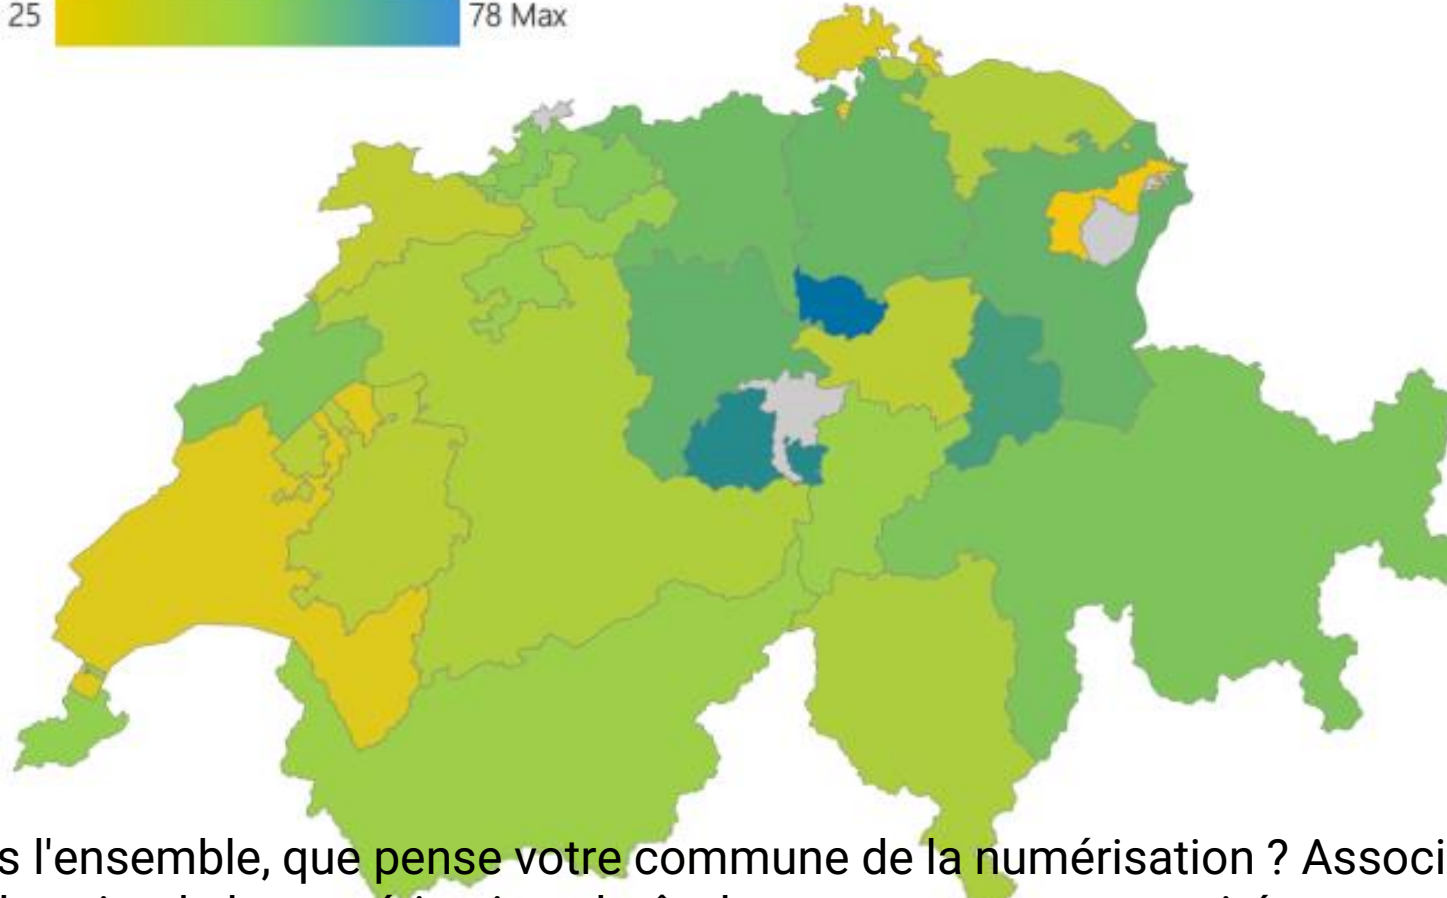 25 78 Max
s l'ensemble, que pense votre commune de la numérisation ? Associ